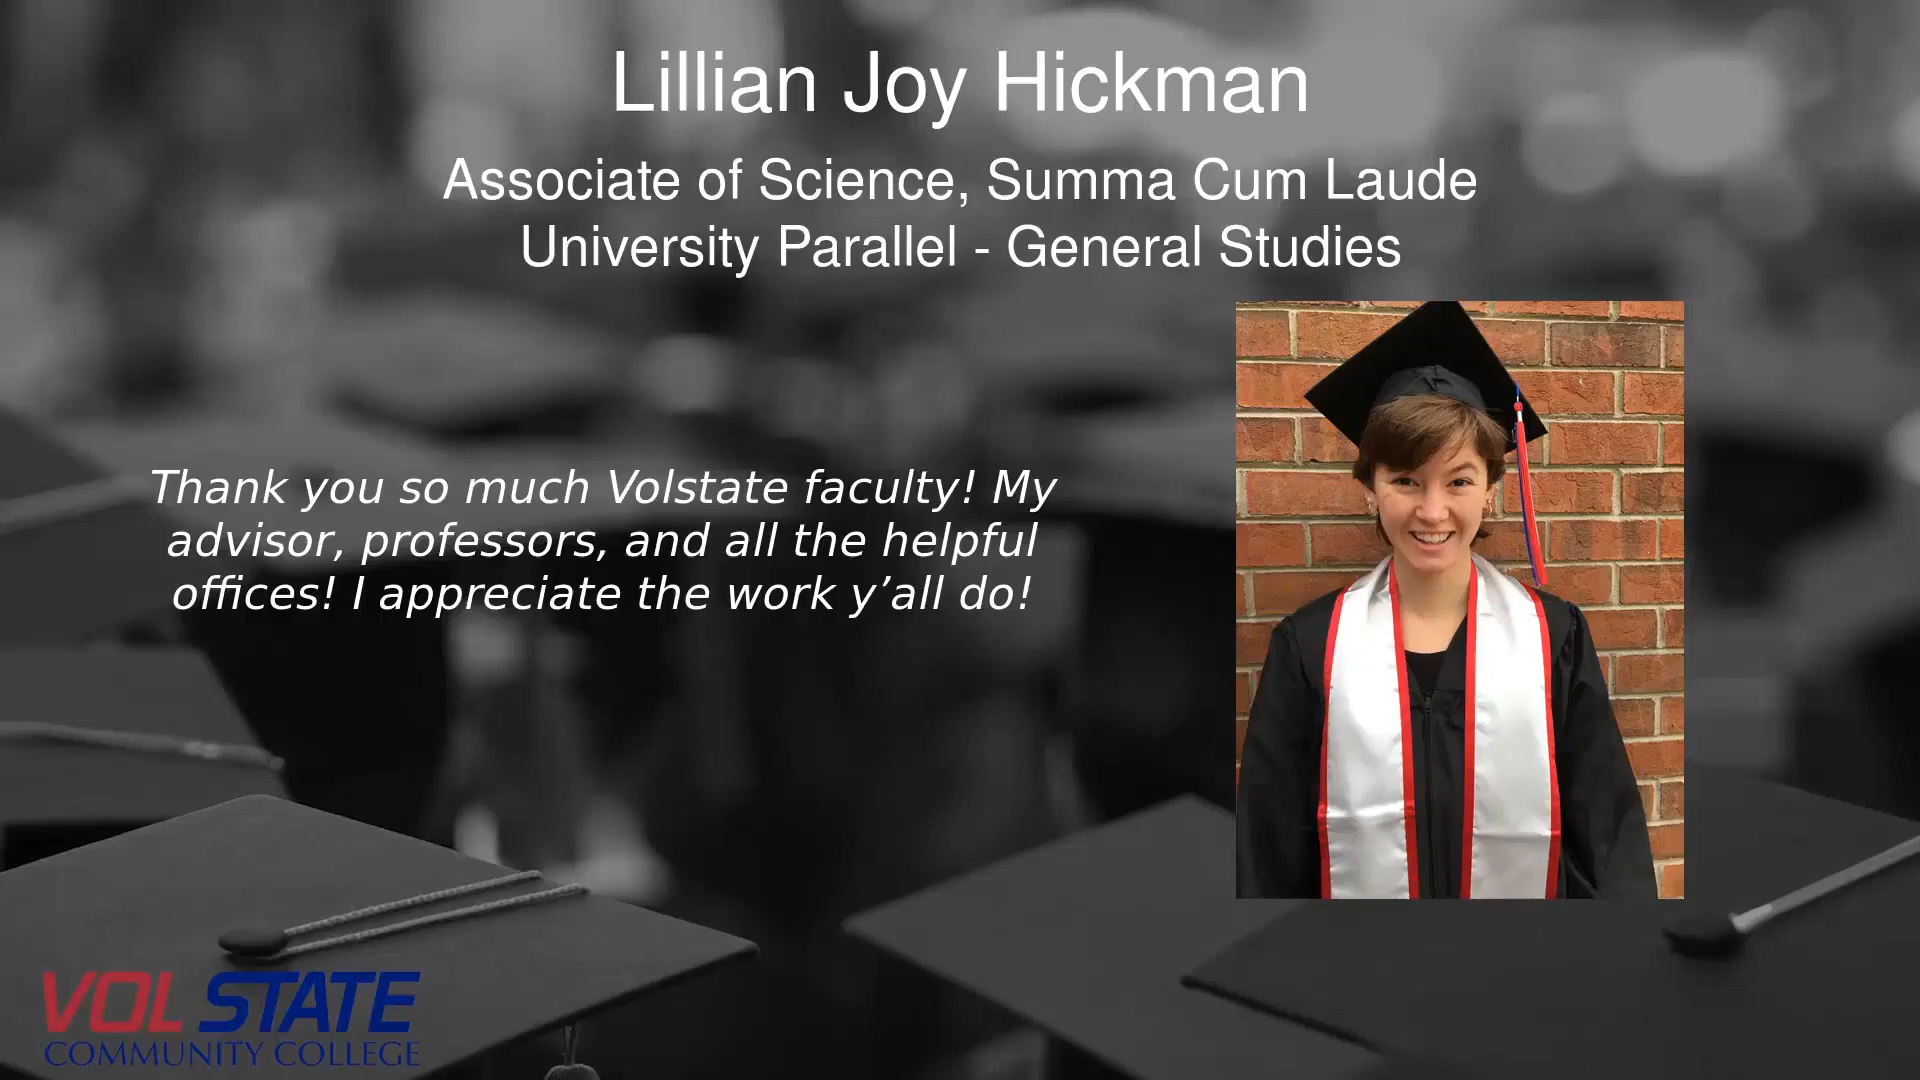 Lillian Joy Hickman
Associate of Science, Summa Cum Laude
University Parallel - General Studies
Thank you so much Volstate faculty! My
advisor, professors, and all the helpful
offices! I appreciate the work y’all do!
VOL STATE
COMMUNITY COLLEGE